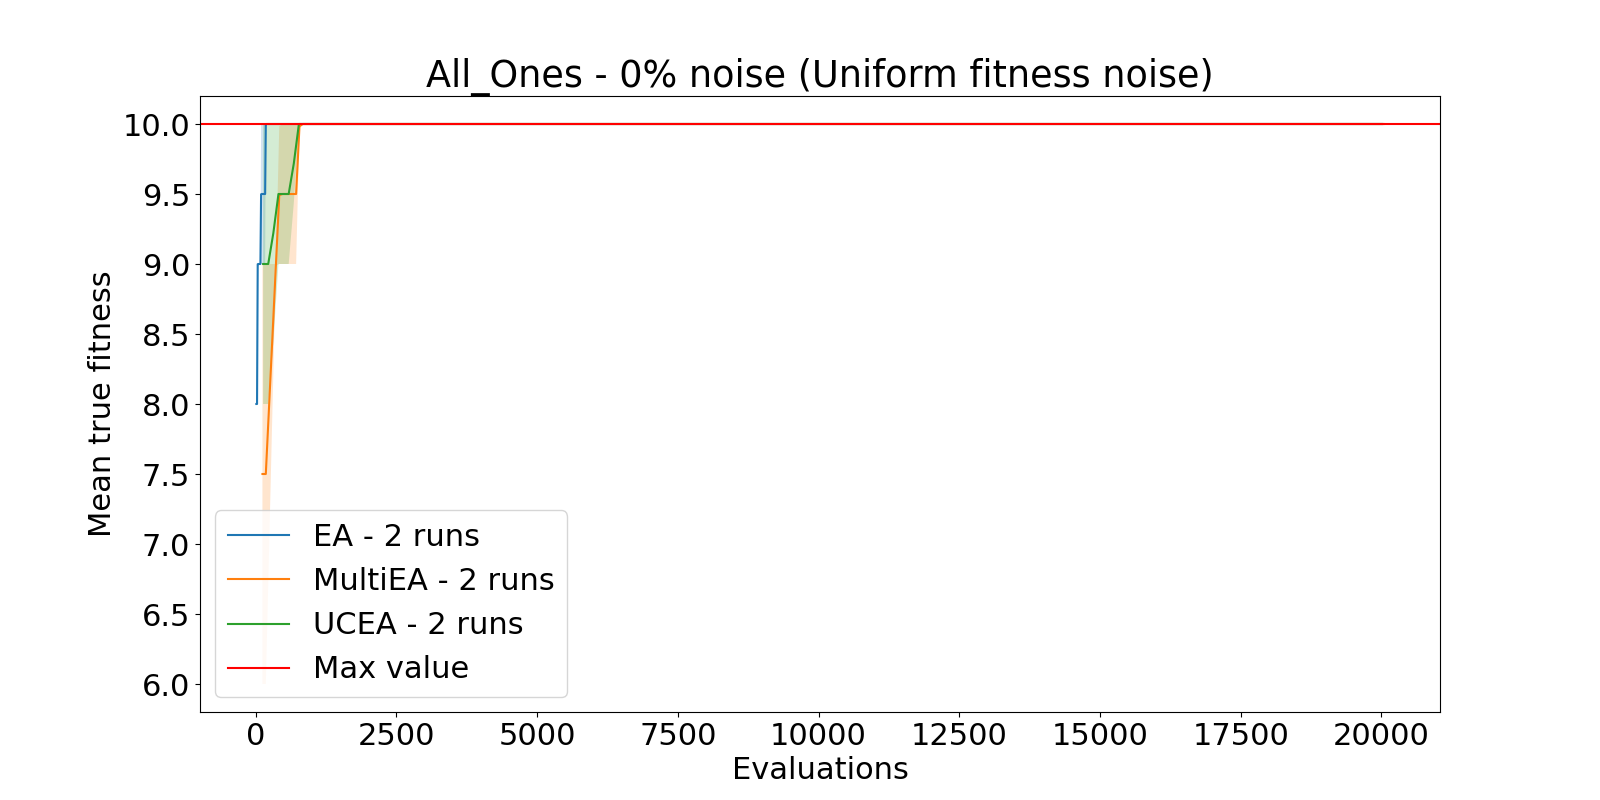 All_Ones - 0% noise (Uniform fitness noise)
Mean true fitness
10.0
9.5
9.0
8.5
8.0
7.5
7.0
6.5
6.0
EA - 2 runs
MultiEA - 2 runs
UCEA - 2 runs
Max value
0 2500 5000 7500 10000 12500 15000 17500 20000
Evaluations